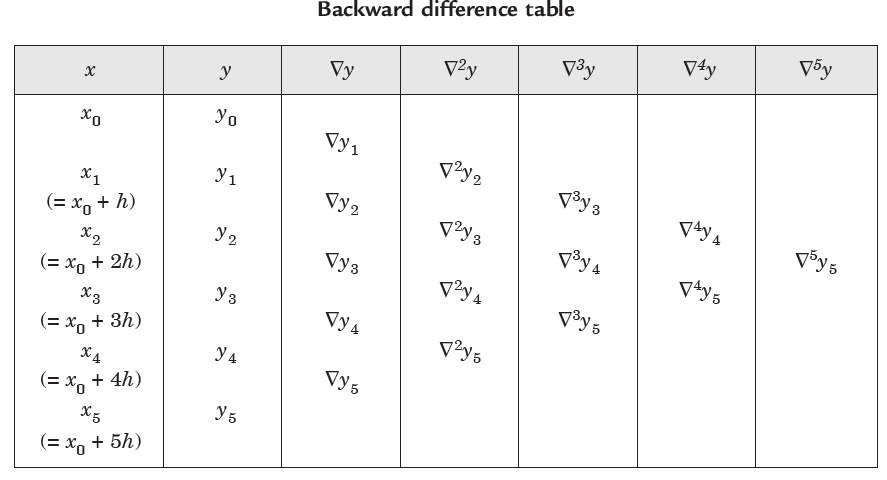 Backward difference table
x y ∇y ∇²y ∇³y ∇⁴y ∇⁵y
x₀ y₀
∇y₁
x₁ y₁ ∇²y₂
(= x₀ + h) ∇y₂ ∇³y₃
x₂ y₂ ∇²y₃ ∇⁴y₄
(= x₀ + 2h) ∇y₃ ∇³y₄ ∇⁵y₅
x₃ y₃ ∇²y₄ ∇⁴y₅
(= x₀ + 3h) ∇y₄ ∇³y₅
x₄ y₄ ∇²y₅
(= x₀ + 4h) ∇y₅
x₅ y₅
(= x₀ + 5h)